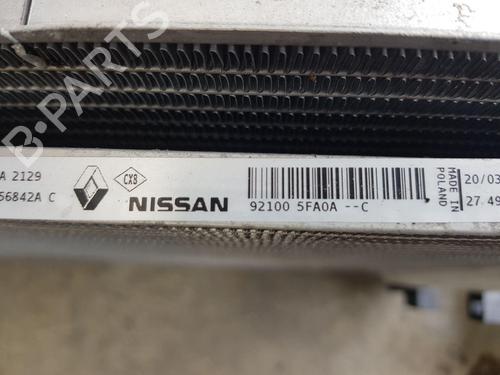 A 2129
56842A C
CX8
NISSAN
92100 5FA0A --C
MADE IN
POLAND
20/03
27.49
B-PARTS